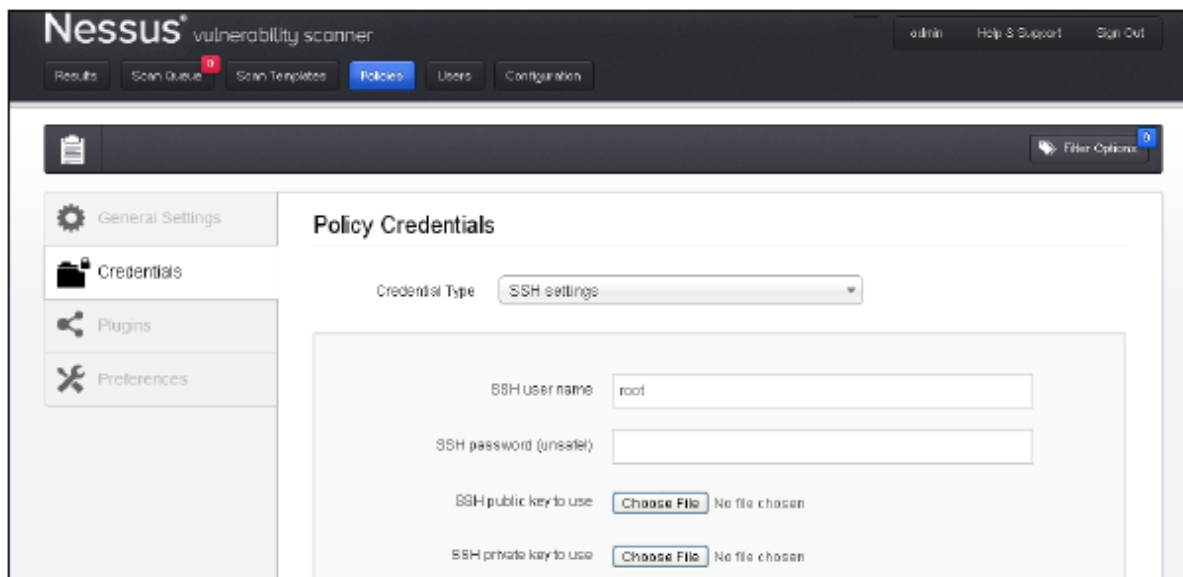 Nessus® vulnerability scanner
admin Help & Support Sign Out
Results Scan Queue 0 Scan Templates Policies Users Configuration
Filter Options 0
General Settings
Credentials
Plugins
Preferences
Policy Credentials
Credential Type SSH settings
SSH user name root
SSH password (unsafe!)
SSH public key to use Choose File No file chosen
SSH private key to use Choose File No file chosen